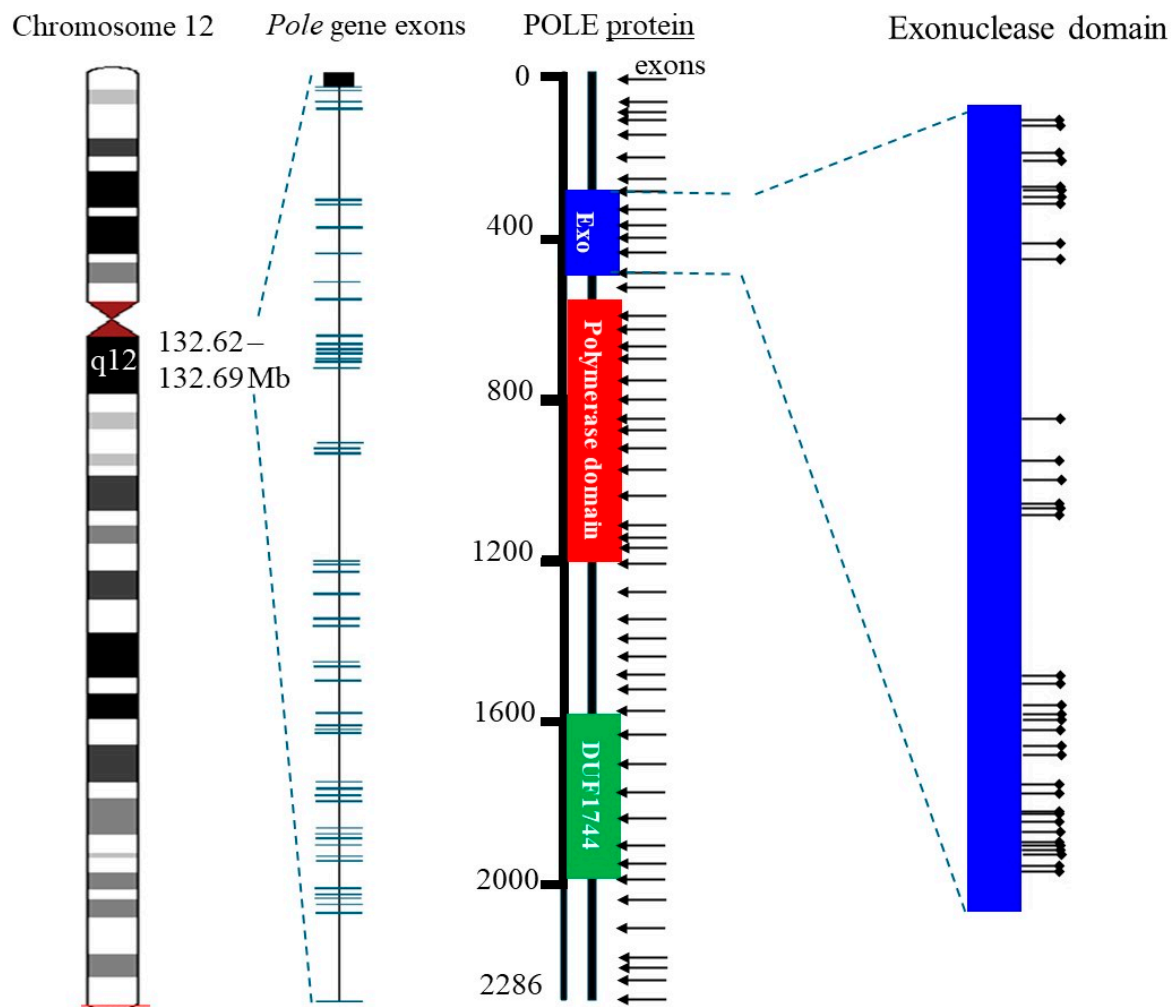 Chromosome 12
Pole gene exons
POLE protein
exons
Exonuclease domain
0
400
800
1200
1600
2000
2286
q12
132.62–
132.69 Mb
Exo
Polymerase domain
DUF1744